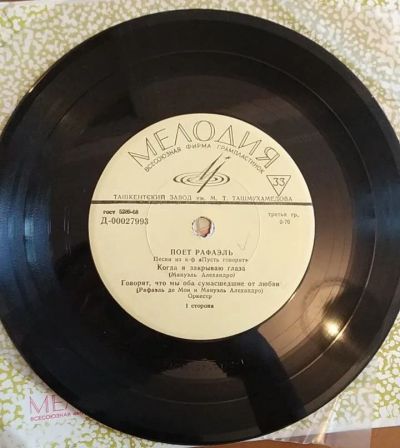 МЕЛОДИЯ
ВСЕСОЮЗНАЯ ФИРМА ГРАМПЛАСТИНОК
33
ТАШКЕНТСКИЙ ЗАВОД им. М. Т. ТАШМУХАМЕДОВА
ГОСТ 5289-68
Д-00027993
третья гр.
0-70
ПОЕТ РАФАЭЛЬ
Песни из к-ф «Пусть говорят»
Когда я закрываю глаза
(Мануэль Алехандро)
Говорят, что мы оба сумасшедшие от любви
(Рафаэль де Мои и Мануэль Алехандро)
Оркестр
1 сторона
МЕ
ВСЕСОЮЗНАЯ